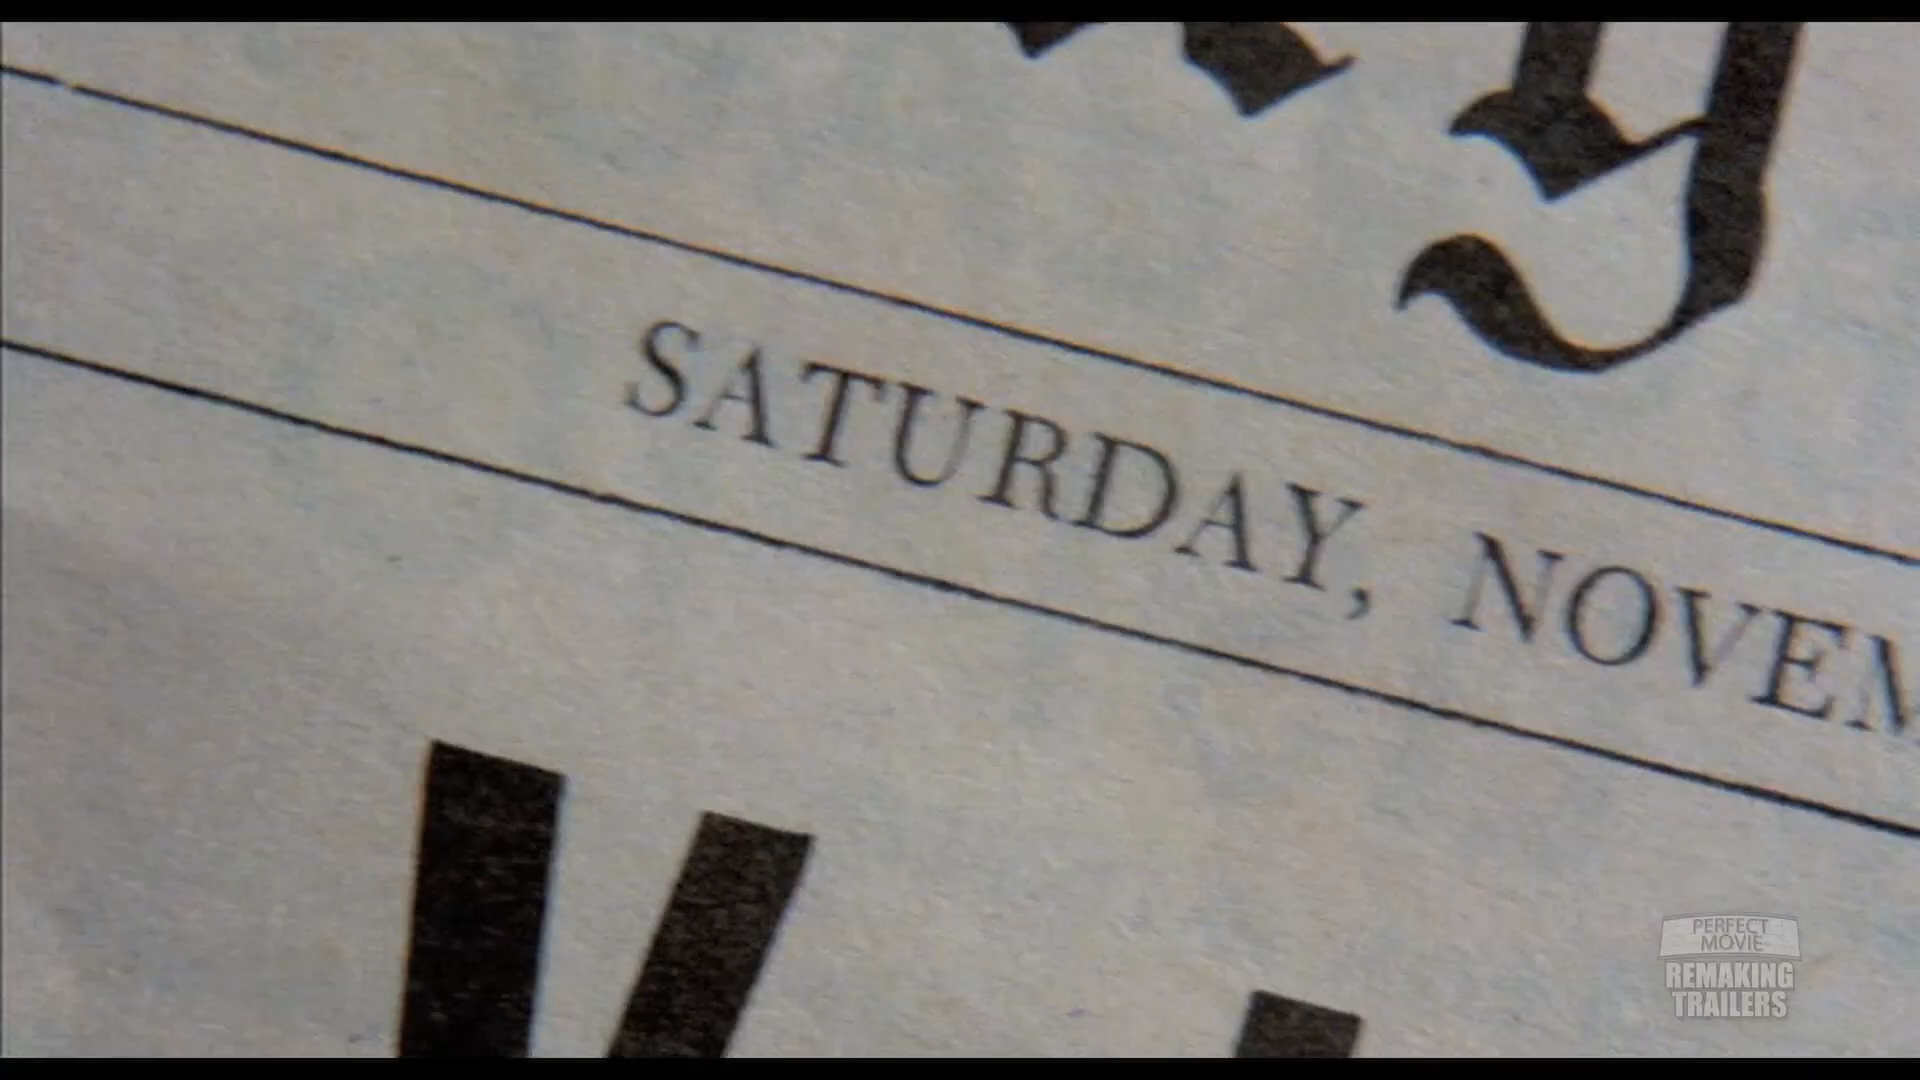 SATURDAY, NOVEM
PERFECT
MOVIE
REMAKING
TRAILERS